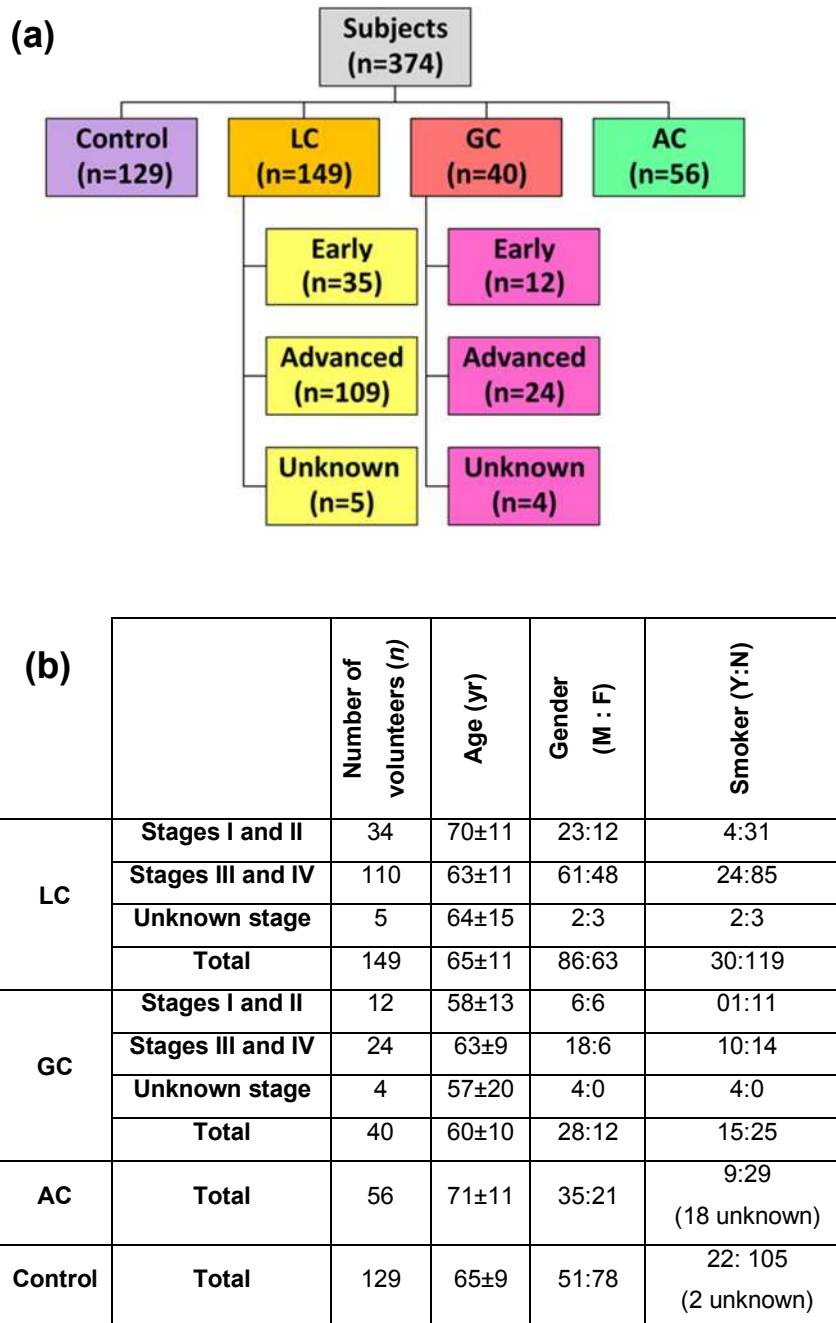 (a)
Subjects
(n=374)
Control
(n=129)
LC
(n=149)
GC
(n=40)
AC
(n=56)
Early
(n=35)
Early
(n=12)
Advanced
(n=109)
Advanced
(n=24)
Unknown
(n=5)
Unknown
(n=4)
(b)
Number of
volunteers (n)
Age (yr)
Gender
(M : F)
Smoker (Y:N)
LC
Stages I and II 34 70±11 23:12 4:31
Stages III and IV 110 63±11 61:48 24:85
Unknown stage 5 64±15 2:3 2:3
Total 149 65±11 86:63 30:119
GC
Stages I and II 12 58±13 6:6 01:11
Stages III and IV 24 63±9 18:6 10:14
Unknown stage 4 57±20 4:0 4:0
Total 40 60±10 28:12 15:25
AC Total 56 71±11 35:21 9:29
(18 unknown)
Control Total 129 65±9 51:78 22: 105
(2 unknown)